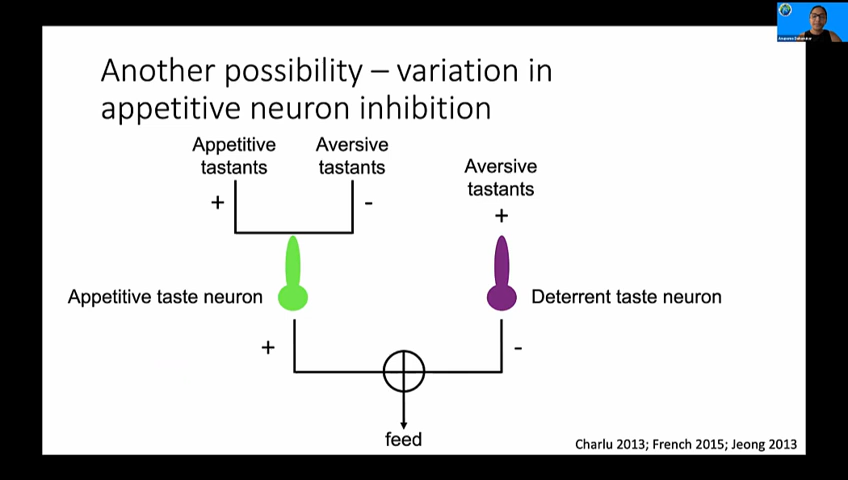 Another possibility – variation in
appetitive neuron inhibition
Appetitive
tastants
Aversive
tastants
Aversive
tastants
+
-
+
Appetitive taste neuron
Deterrent taste neuron
+
-
feed
Charlu 2013; French 2015; Jeong 2013